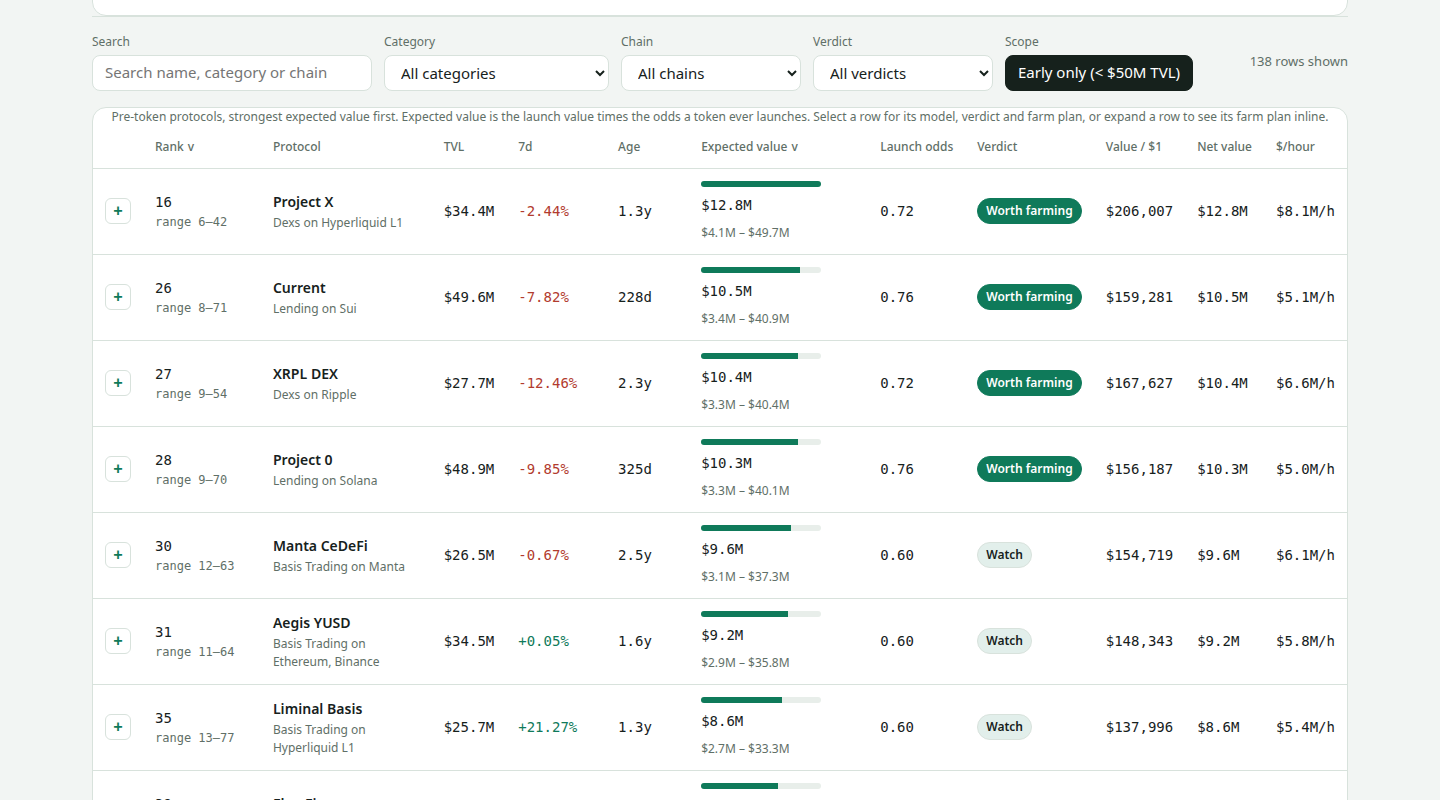 Search
Category
Chain
Verdict
Scope
Search name, category or chain
All categories
All chains
All verdicts
Early only (< $50M TVL)
138 rows shown
Pre-token protocols, strongest expected value first. Expected value is the launch value times the odds a token ever launches. Select a row for its model, verdict and farm plan, or expand a row to see its farm plan inline.
Rank v Protocol TVL 7d Age Expected value v Launch odds Verdict Value / $1 Net value $/hour
+ 16 Project X $34.4M -2.44% 1.3y $12.8M 0.72 Worth farming $206,007 $12.8M $8.1M/h
range 6–42 Dexs on Hyperliquid L1 $4.1M – $49.7M
+ 26 Current $49.6M -7.82% 228d $10.5M 0.76 Worth farming $159,281 $10.5M $5.1M/h
range 8–71 Lending on Sui $3.4M – $40.9M
+ 27 XRPL DEX $27.7M -12.46% 2.3y $10.4M 0.72 Worth farming $167,627 $10.4M $6.6M/h
range 9–54 Dexs on Ripple $3.3M – $40.4M
+ 28 Project 0 $48.9M -9.85% 325d $10.3M 0.76 Worth farming $156,187 $10.3M $5.0M/h
range 9–70 Lending on Solana $3.3M – $40.1M
+ 30 Manta CeDeFi $26.5M -0.67% 2.5y $9.6M 0.60 Watch $154,719 $9.6M $6.1M/h
range 12–63 Basis Trading on Manta $3.1M – $37.3M
+ 31 Aegis YUSD $34.5M +0.05% 1.6y $9.2M 0.60 Watch $148,343 $9.2M $5.8M/h
range 11–64 Basis Trading on Ethereum, Binance $2.9M – $35.8M
+ 35 Liminal Basis $25.7M +21.27% 1.3y $8.6M 0.60 Watch $137,996 $8.6M $5.4M/h
range 13–77 Basis Trading on Hyperliquid L1 $2.7M – $33.3M